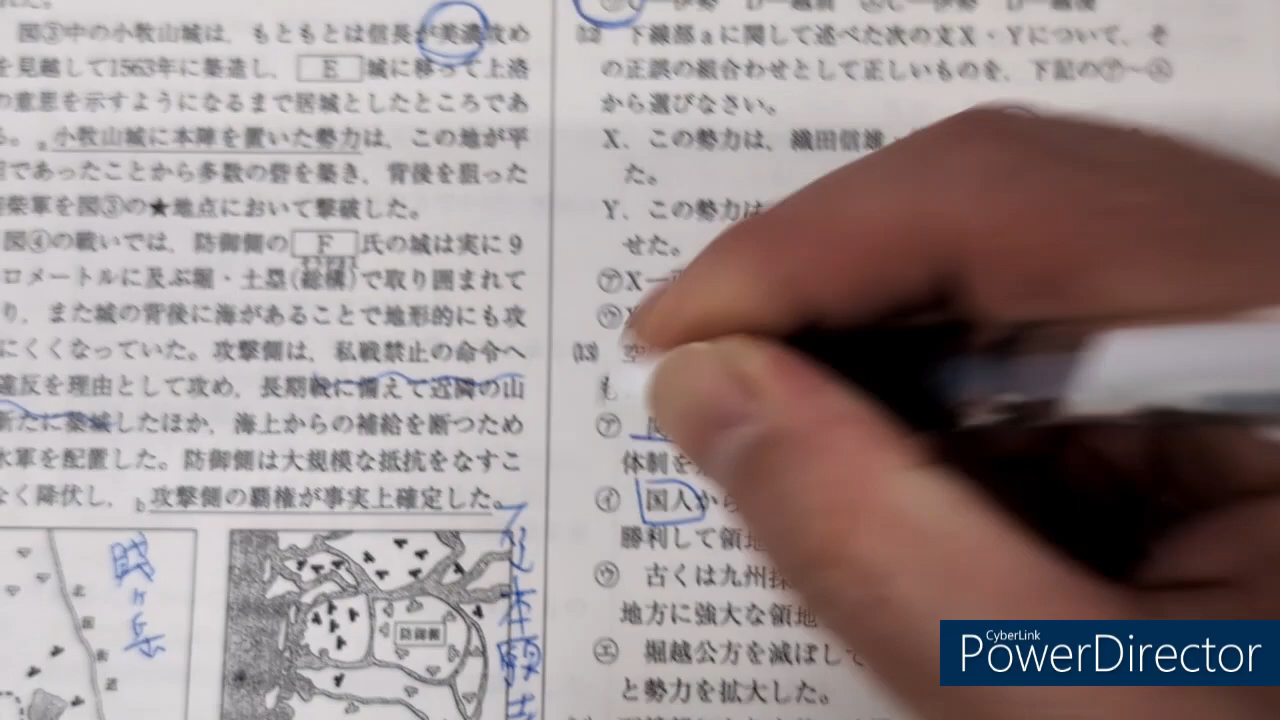 図③中の小牧山城は、もともとは信長が美濃攻め
を見越して1563年に築造し、E城に移って上洛
の意思を示すようになるまで居城としたところであ
る。a小牧山城に本陣を置いた勢力は、この地が平
であったことから多数の砦を築き、背後を狙った
柴軍を図③の★地点において撃破した。
図④の戦いでは、防御側のF氏の城は実に9
ロメートルに及ぶ堀・土塁(総構)で取り囲まれて
り、また城の背後に海があることで地形的にも攻
にくくなっていた。攻撃側は、私戦禁止の命令へ
違反を理由として攻め、長期戦に備えて近隣の山
新たに築城したほか、海上からの補給を断つため
水軍を配置した。防御側は大規模な抵抗をなすこ
なく降伏し、b攻撃側の覇権が事実上確定した。
賤ヶ岳
防御側
⑿ 下線部aに関して述べた次の文X・Yについて、そ
の正誤の組合わせとして正しいものを、下記の㋐〜㋓
から選びなさい。
X.この勢力は、織田信雄
た。
Y.この勢力は
せた。
㋐X
㋒
⒀ 空
も
㋐
体制を
㋑ 国人から
勝利して領地
㋒ 古くは九州探
地方に強大な領地
㋓ 堀越公方を滅ぼして
と勢力を拡大した。
CyberLink
PowerDirector